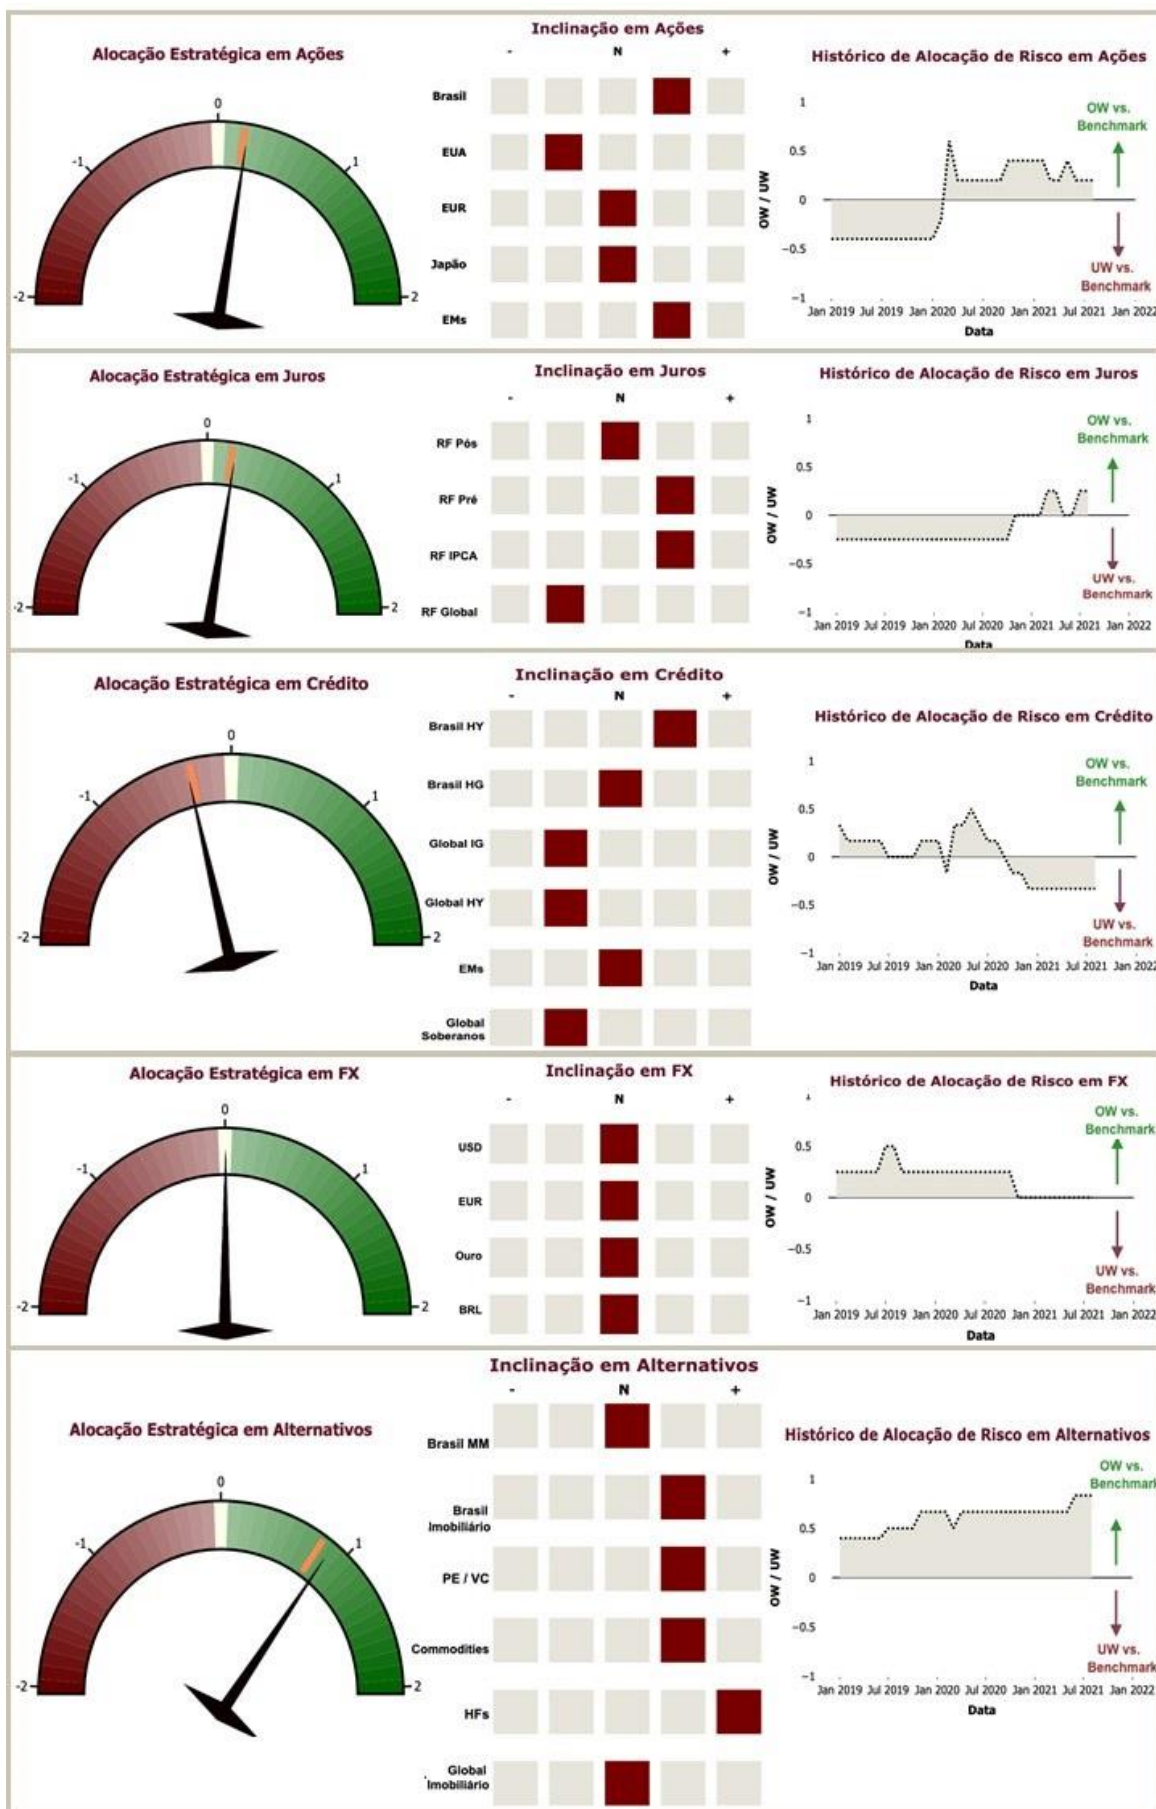 Alocação Estratégica em Ações
0
-1
1
-2
2
Inclinação em Ações
- N +
Brasil
EUA
EUR
Japão
EMs
Histórico de Alocação de Risco em Ações
1
0.5
0
−0.5
−1
OW / UW
OW vs.
Benchmark
UW vs.
Benchmark
Jan 2019 Jul 2019 Jan 2020 Jul 2020 Jan 2021 Jul 2021 Jan 2022
Data
Alocação Estratégica em Juros
0
-1
1
-2
2
Inclinação em Juros
- N +
RF Pós
RF Pré
RF IPCA
RF Global
Histórico de Alocação de Risco em Juros
1
0.5
0
−0.5
−1
OW / UW
OW vs.
Benchmark
UW vs.
Benchmark
Jan 2019 Jul 2019 Jan 2020 Jul 2020 Jan 2021 Jul 2021 Jan 2022
Data
Alocação Estratégica em Crédito
0
-1
1
-2
2
Inclinação em Crédito
- N +
Brasil HY
Brasil HG
Global IG
Global HY
EMs
Global
Soberanos
Histórico de Alocação de Risco em Crédito
1
0.5
0
−0.5
−1
OW / UW
OW vs.
Benchmark
UW vs.
Benchmark
Jan 2019 Jul 2019 Jan 2020 Jul 2020 Jan 2021 Jul 2021 Jan 2022
Data
Alocação Estratégica em FX
0
-1
1
-2
2
Inclinação em FX
- N +
USD
EUR
Ouro
BRL
Histórico de Alocação de Risco em FX
1
0.5
0
−0.5
−1
OW / UW
OW vs.
Benchmark
UW vs.
Benchmark
Jan 2019 Jul 2019 Jan 2020 Jul 2020 Jan 2021 Jul 2021 Jan 2022
Data
Alocação Estratégica em Alternativos
0
-1
1
-2
2
Inclinação em Alternativos
- N +
Brasil MM
Brasil
Imobiliário
PE / VC
Commodities
HFs
Global
Imobiliário
Histórico de Alocação de Risco em Alternativos
1
0.5
0
−0.5
−1
OW / UW
OW vs.
Benchmark
UW vs.
Benchmark
Jan 2019 Jul 2019 Jan 2020 Jul 2020 Jan 2021 Jul 2021 Jan 2022
Data